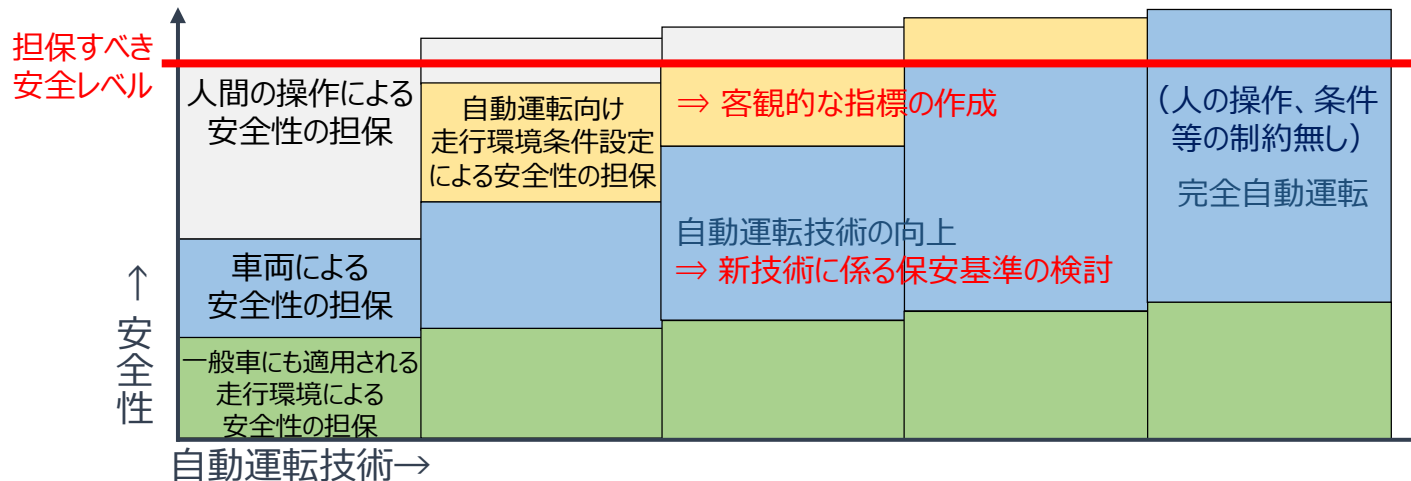 担保すべき
安全レベル
人間の操作による
安全性の担保
車両による
安全性の担保
一般車にも適用される
走行環境による
安全性の担保
自動運転向け
走行環境条件設定
による安全性の担保
⇒ 客観的な指標の作成
自動運転技術の向上
⇒ 新技術に係る保安基準の検討
（人の操作、条件
等の制約無し）
完全自動運転
↑安全性
自動運転技術→